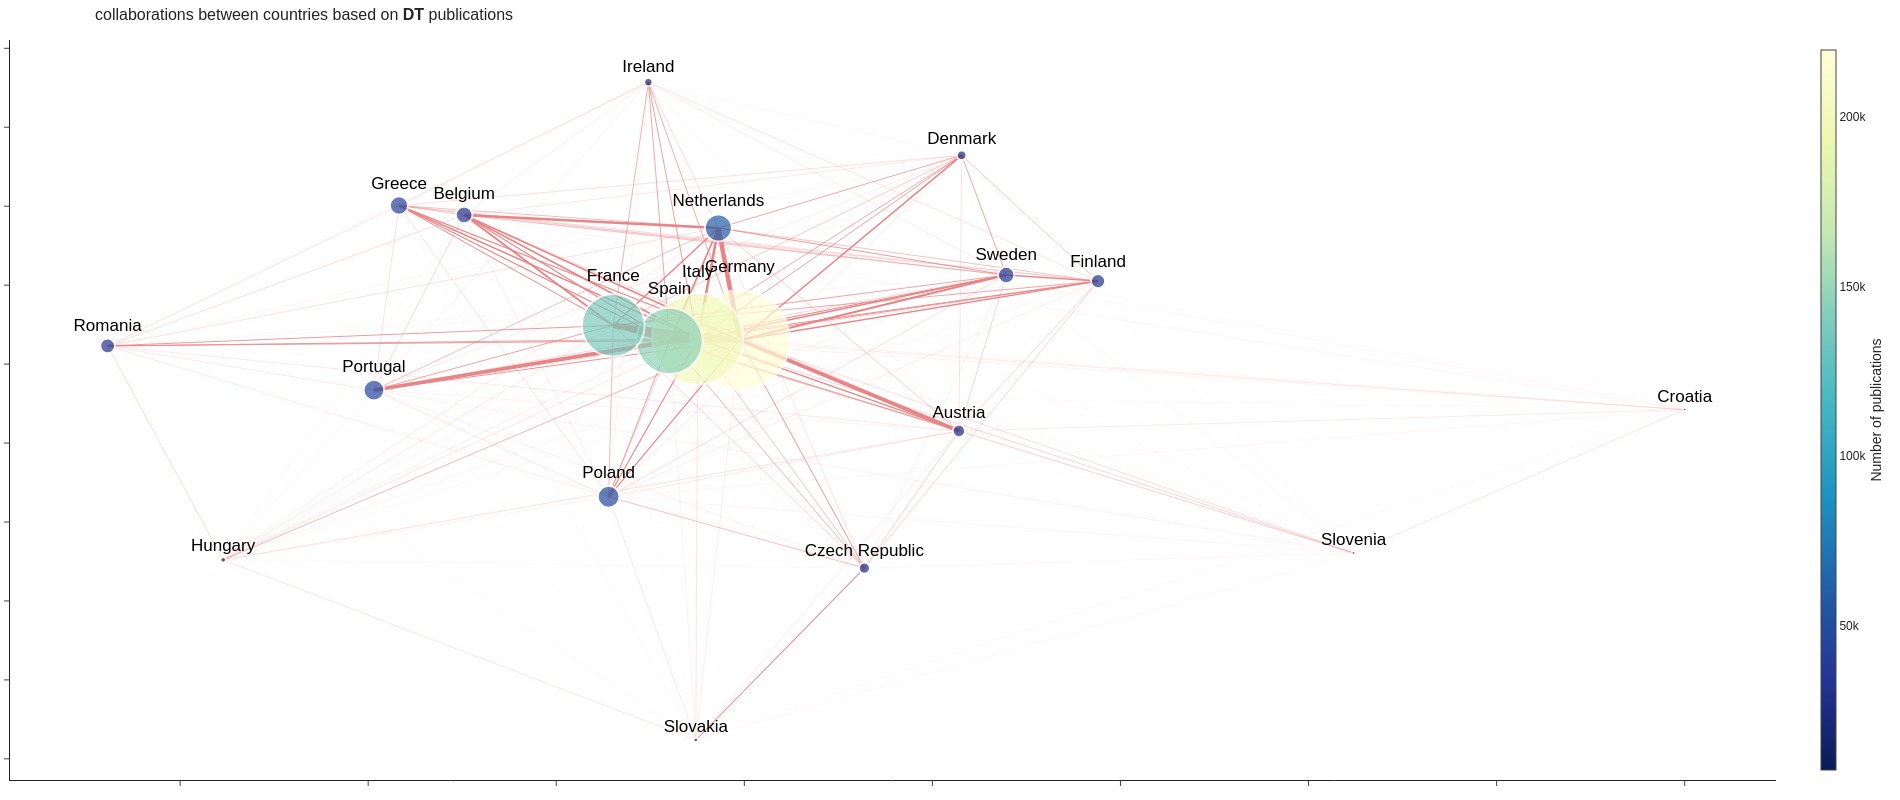 collaborations between countries based on DT publications
Ireland
Denmark
Greece
Belgium
Netherlands
Sweden
Finland
France
Italy
Germany
Spain
Romania
Portugal
Croatia
Austria
Poland
Hungary
Czech Republic
Slovenia
Slovakia
200k
150k
100k
50k
Number of publications